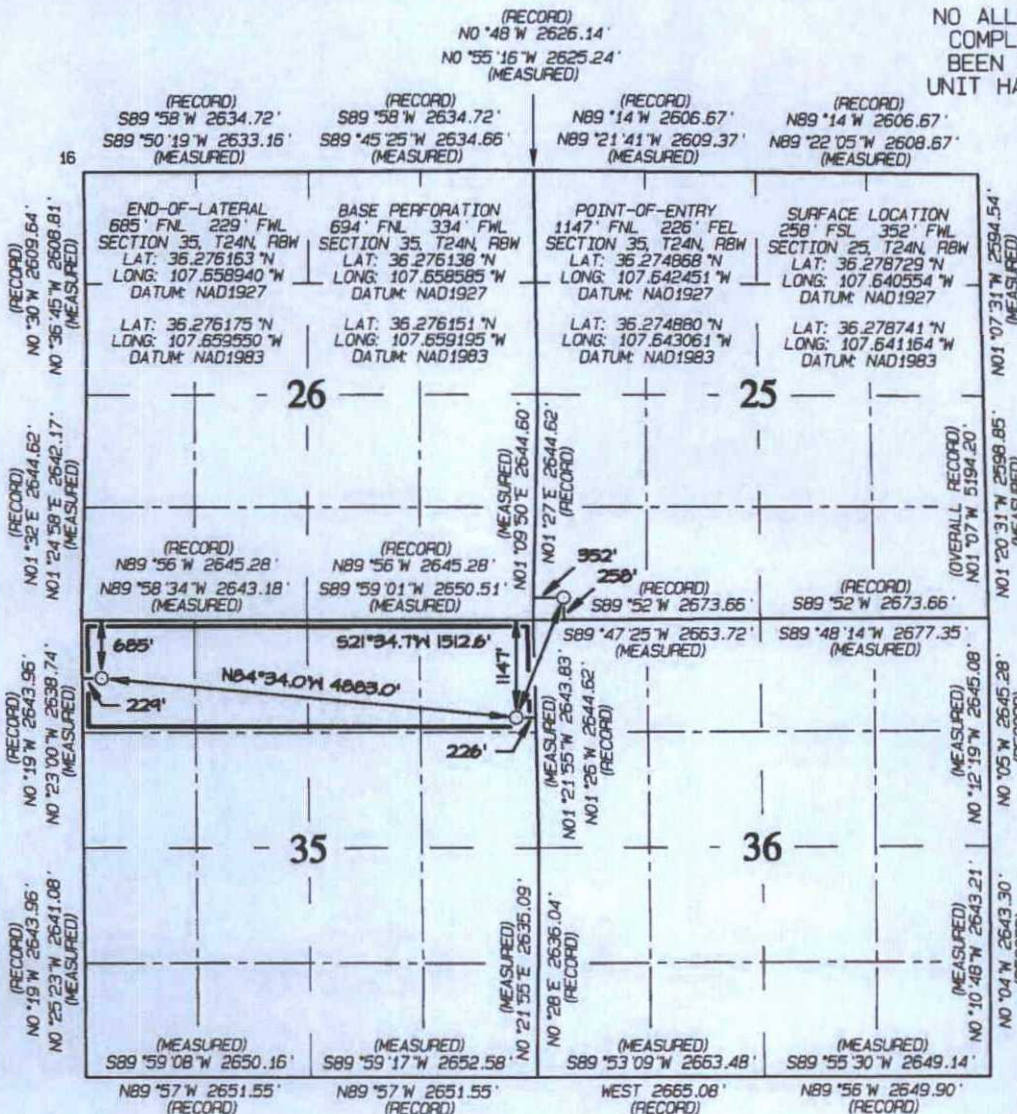 (RECORD)
N0°48'W 2626.14'
N0°55'16"W 2625.24'
(MEASURED)
NO ALL
COMPL
BEEN
UNIT HA
(RECORD)
S89°58'W 2634.72'
S89°50'19"W 2633.16'
(MEASURED)
(RECORD)
S89°58'W 2634.72'
S89°45'25"W 2634.66'
(MEASURED)
(RECORD)
N89°14'W 2606.67'
N89°21'41"W 2609.37'
(MEASURED)
(RECORD)
N89°14'W 2606.67'
N89°22'05"W 2608.67'
(MEASURED)
16
(RECORD)
N0°30'W 2609.64'
N0°36'45"W 2608.81'
(MEASURED)
END-OF-LATERAL
685' FNL 229' FWL
SECTION 35, T24N, R8W
LAT: 36.276163°N
LONG: 107.658940°W
DATUM: NAD1927
LAT: 36.276175°N
LONG: 107.659550°W
DATUM: NAD1983
BASE PERFORATION
694' FNL 334' FWL
SECTION 35, T24N, R8W
LAT: 36.276138°N
LONG: 107.658585°W
DATUM: NAD1927
LAT: 36.276151°N
LONG: 107.659195°W
DATUM: NAD1983
POINT-OF-ENTRY
1147' FNL 226' FEL
SECTION 35, T24N, R8W
LAT: 36.274868°N
LONG: 107.642451°W
DATUM: NAD1927
LAT: 36.274880°N
LONG: 107.643061°W
DATUM: NAD1983
SURFACE LOCATION
258' FSL 352' FWL
SECTION 25, T24N, R8W
LAT: 36.278729°N
LONG: 107.640554°W
DATUM: NAD1927
LAT: 36.278741°N
LONG: 107.641164°W
DATUM: NAD1983
N01°07'31"W 2594.54'
(MEASURED)
26
25
(RECORD)
N01°32'E 2644.62'
N01°24'58"E 2642.17'
(MEASURED)
(MEASURED)
N01°09'50"E 2644.60'
N01°27'E 2644.62'
(RECORD)
(OVERALL RECORD)
N01°07'W 5194.20'
N01°20'31"W 2598.85'
(MEASURED)
(RECORD)
N89°56'W 2645.28'
N89°58'34"W 2643.18'
(MEASURED)
(RECORD)
N89°56'W 2645.28'
S89°59'01"W 2650.51'
(MEASURED)
352'
258'
(RECORD)
S89°52'W 2673.66'
(RECORD)
S89°52'W 2673.66'
S89°47'25"W 2663.72'
(MEASURED)
S89°48'14"W 2677.35'
(MEASURED)
685'
S21°34.7'W 1512.6'
1147'
N84°34.0'W 4883.0'
229'
226'
(RECORD)
N0°19'W 2643.96'
N0°23'00"W 2638.74'
(MEASURED)
(MEASURED)
N01°21'55"W 2643.83'
N01°26'W 2644.62'
(RECORD)
(MEASURED)
N0°12'19"W 2645.08'
N0°05'W 2645.28'
35
36
(RECORD)
N0°19'W 2643.96'
N0°25'23"W 2641.08'
(MEASURED)
(MEASURED)
N0°21'55"E 2635.09'
N0°28'E 2636.04'
(RECORD)
(MEASURED)
N0°10'48"W 2643.21'
N0°04'W 2643.30'
(MEASURED)
S89°59'08"W 2650.16'
N89°57'W 2651.55'
(RECORD)
(MEASURED)
S89°59'17"W 2652.58'
N89°57'W 2651.55'
(RECORD)
(MEASURED)
S89°53'09"W 2663.48'
WEST 2665.08'
(RECORD)
(MEASURED)
S89°55'30"W 2649.14'
N89°56'W 2649.90'
(RECORD)